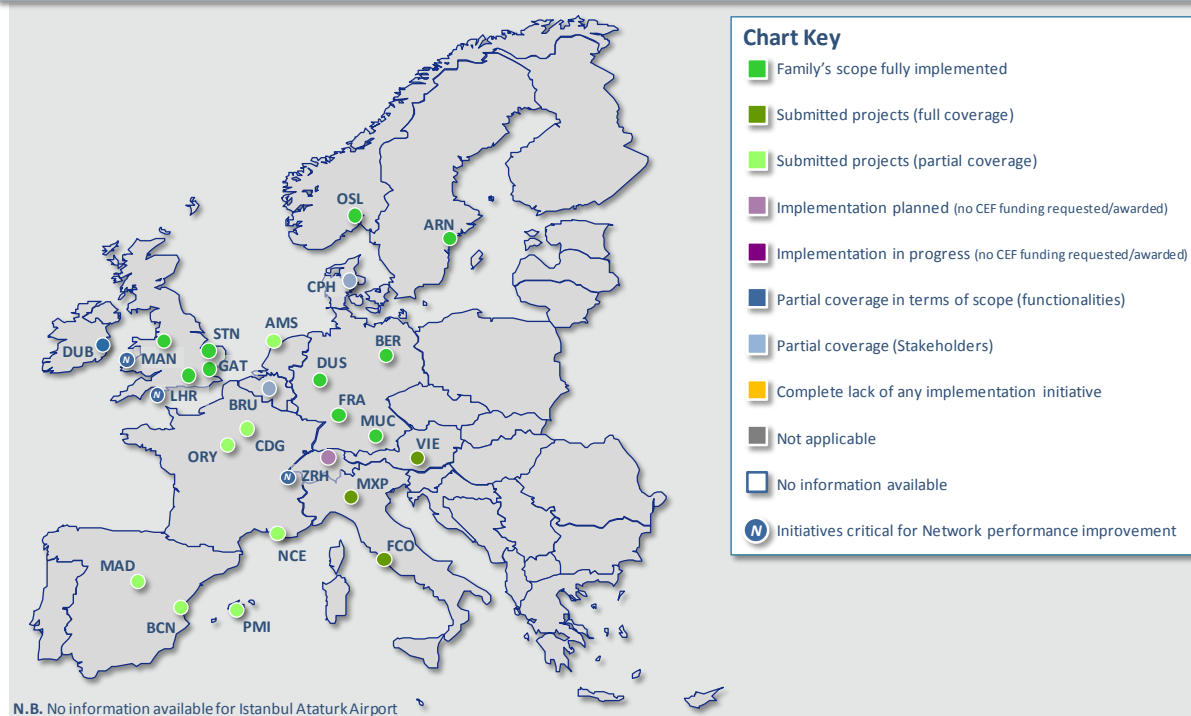 Chart Key
Family's scope fully implemented
Submitted projects (full coverage)
Submitted projects (partial coverage)
Implementation planned (no CEF funding requested/awarded)
Implementation in progress (no CEF funding requested/awarded)
Partial coverage in terms of scope (functionalities)
Partial coverage (Stakeholders)
Complete lack of any implementation initiative
Not applicable
No information available
N Initiatives critical for Network performance improvement
OSL
ARN
CPH
STN
AMS
BER
DUB
N
MAN
GAT
DUS
N
LHR
BRU
FRA
MUC
VIE
CDG
ORY
N
ZRH
MXP
NCE
FCO
MAD
BCN
PMI
N.B. No information available for Istanbul Ataturk Airport